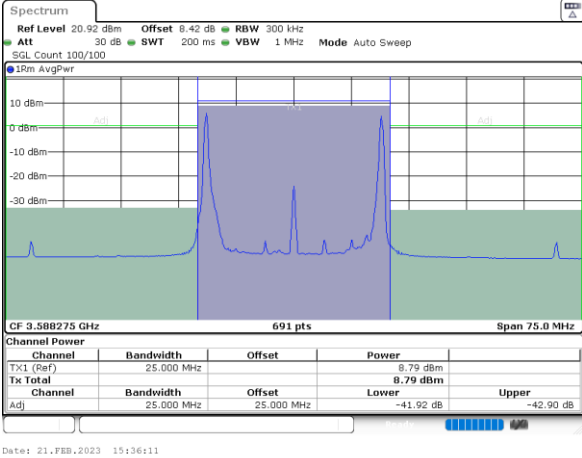 Spectrum
Ref Level 20.92 dBm Offset 8.42 dB RBW 300 kHz
Att 30 dB SWT 200 ms VBW 1 MHz Mode Auto Sweep
SGL Count 100/100
1Rm AvgPwr
10 dBm
TX1
Adj Adj
0 dBm
-10 dBm
-20 dBm
-30 dBm
CF 3.588275 GHz 691 pts Span 75.0 MHz
Channel Power
Channel Bandwidth Offset Power
TX1 (Ref) 25.000 MHz 8.79 dBm
Tx Total 8.79 dBm
Channel Bandwidth Offset Lower Upper
Adj 25.000 MHz 25.000 MHz -41.92 dB -42.90 dB
Ready
Date: 21.FEB.2023 15:36:11